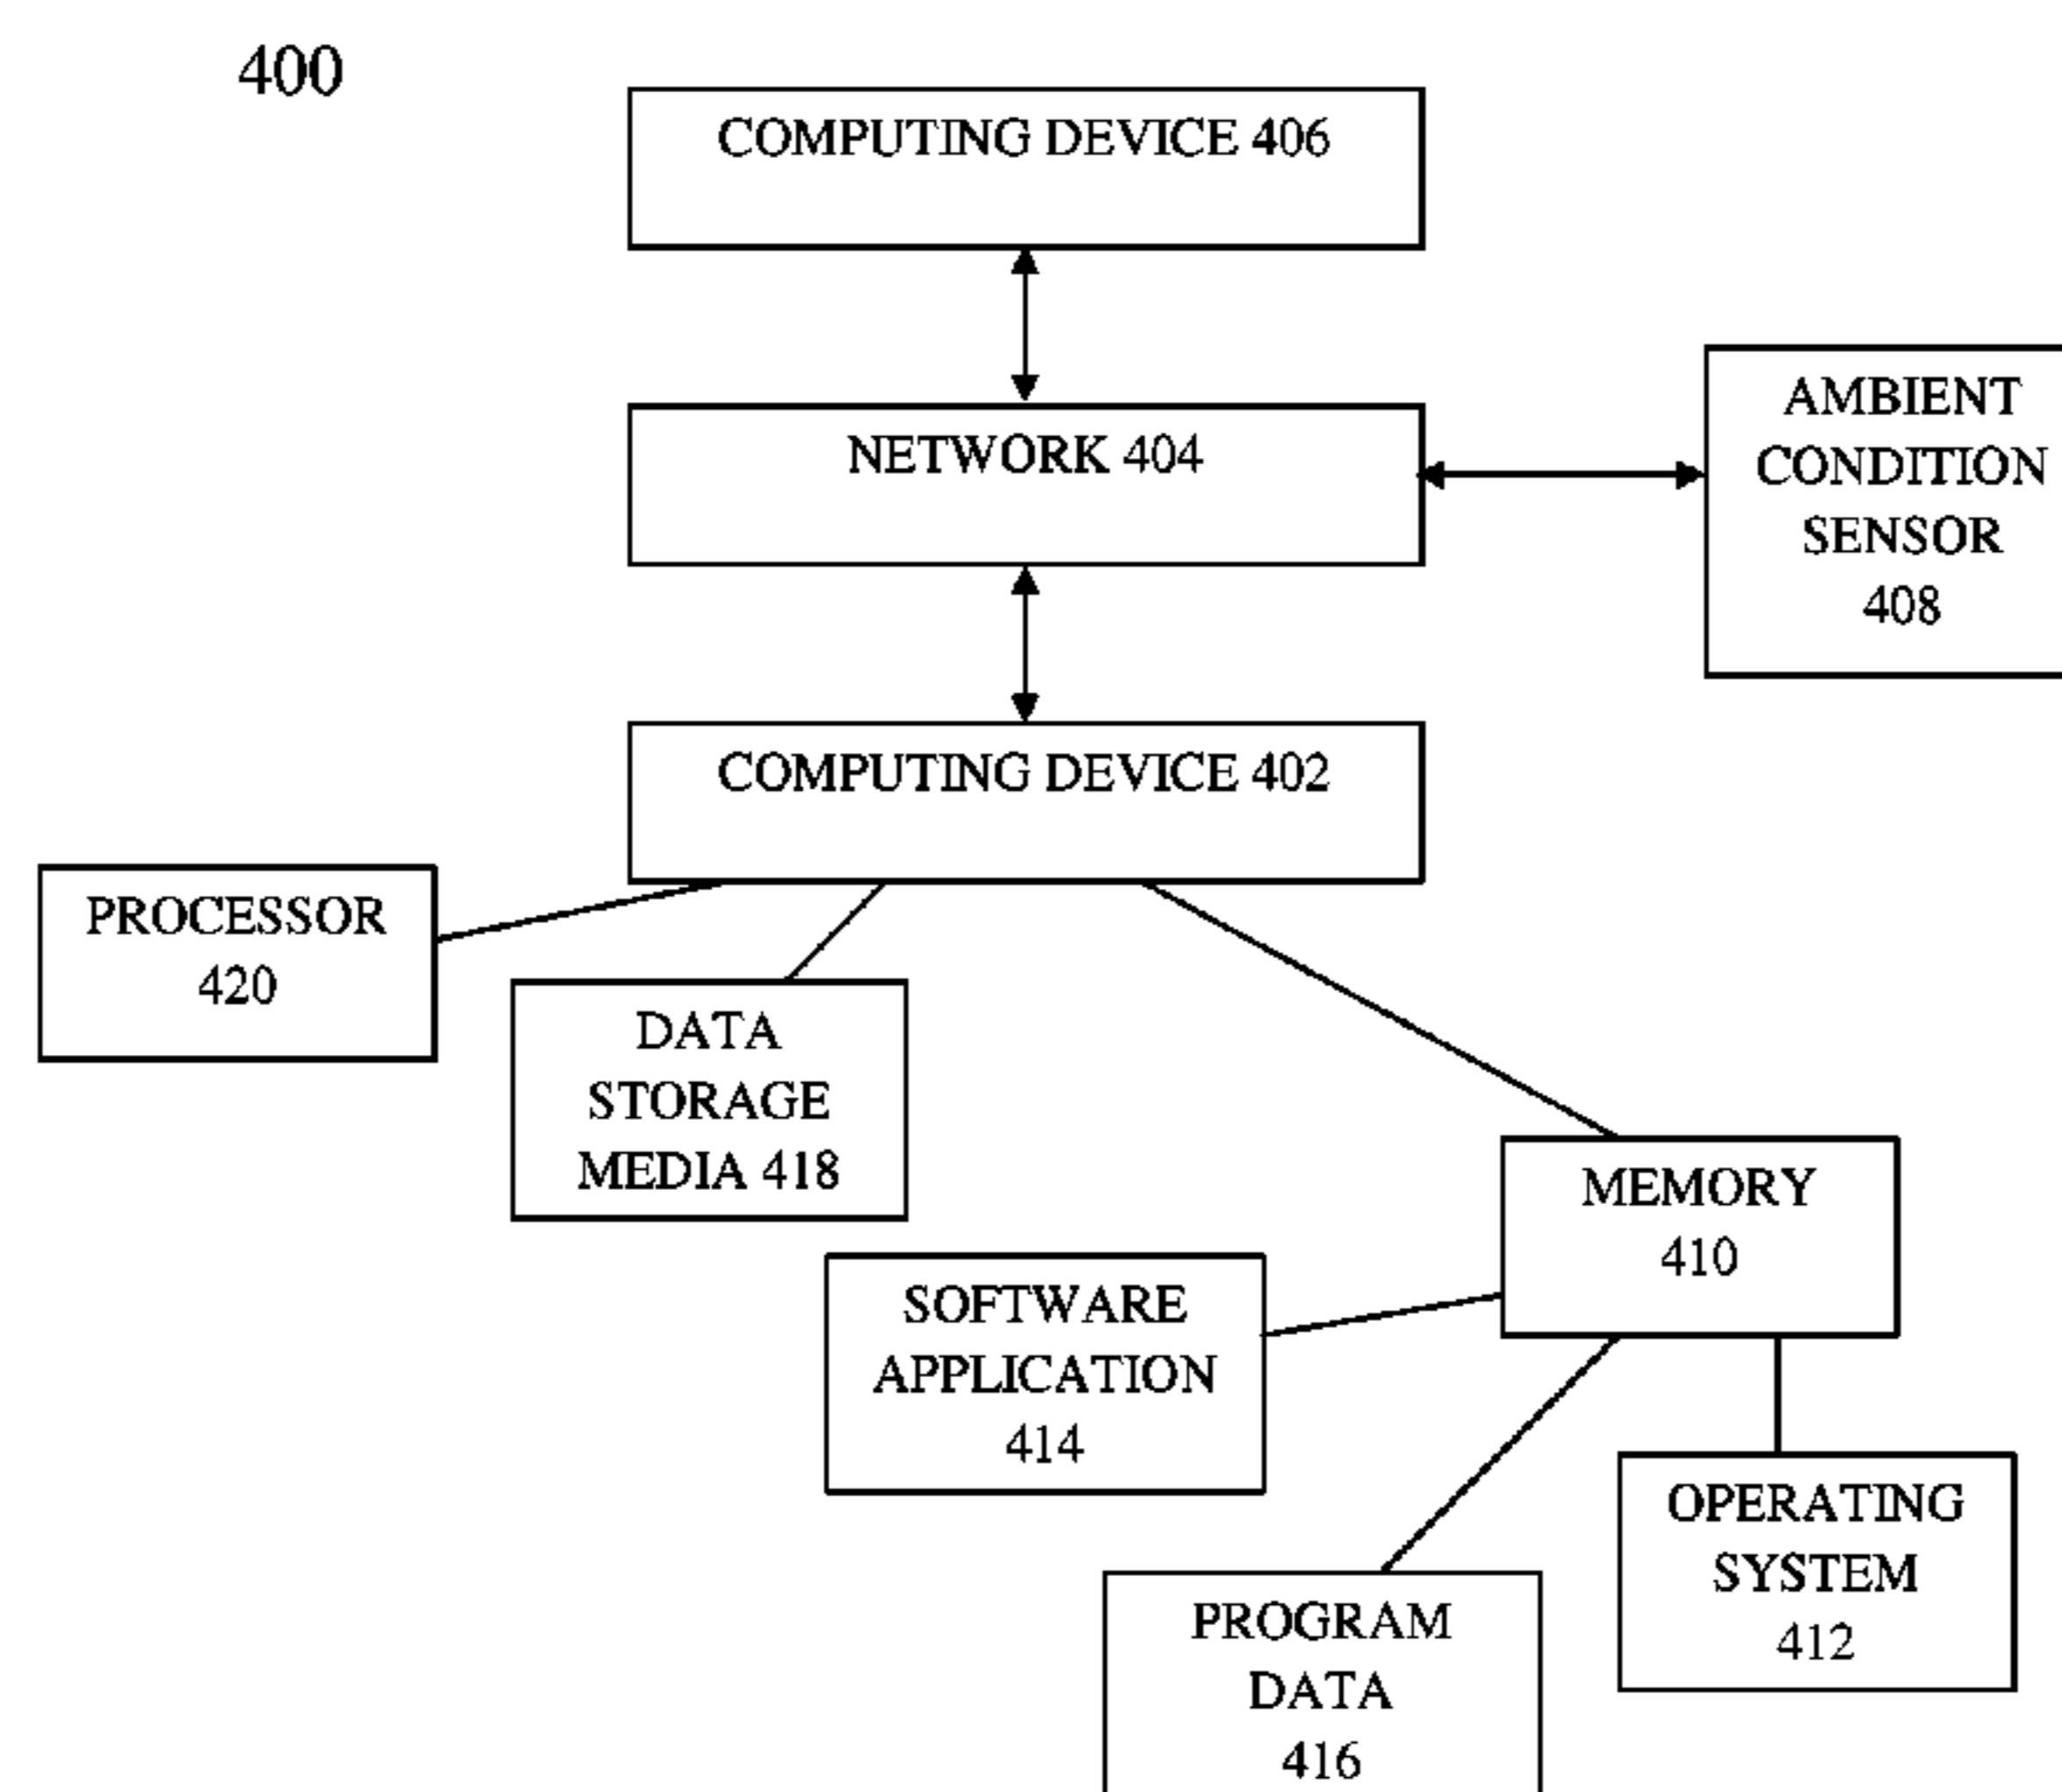 400
COMPUTING DEVICE 406
NETWORK 404
AMBIENT
CONDITION
SENSOR
408
COMPUTING DEVICE 402
PROCESSOR
420
DATA
STORAGE
MEDIA 418
MEMORY
410
SOFTWARE
APPLICATION
414
OPERATING
SYSTEM
412
PROGRAM
DATA
416